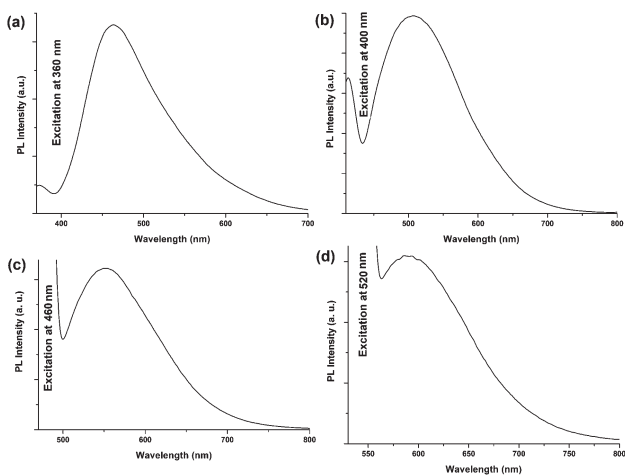 (a)
Excitation at 360 nm
PL Intensity (a.u.)
400 500 600 700
Wavelength (nm)
(b)
Excitation at 400 nm
PL Intensity (a.u.)
500 600 700 800
Wavelength (nm)
(c)
Excitation at 460 nm
PL Intensity (a. u.)
500 600 700 800
Wavelength (nm)
(d)
Excitation at 520 nm
PL Intensity (a. u.)
550 600 650 700 750 800
Wavelength (nm)